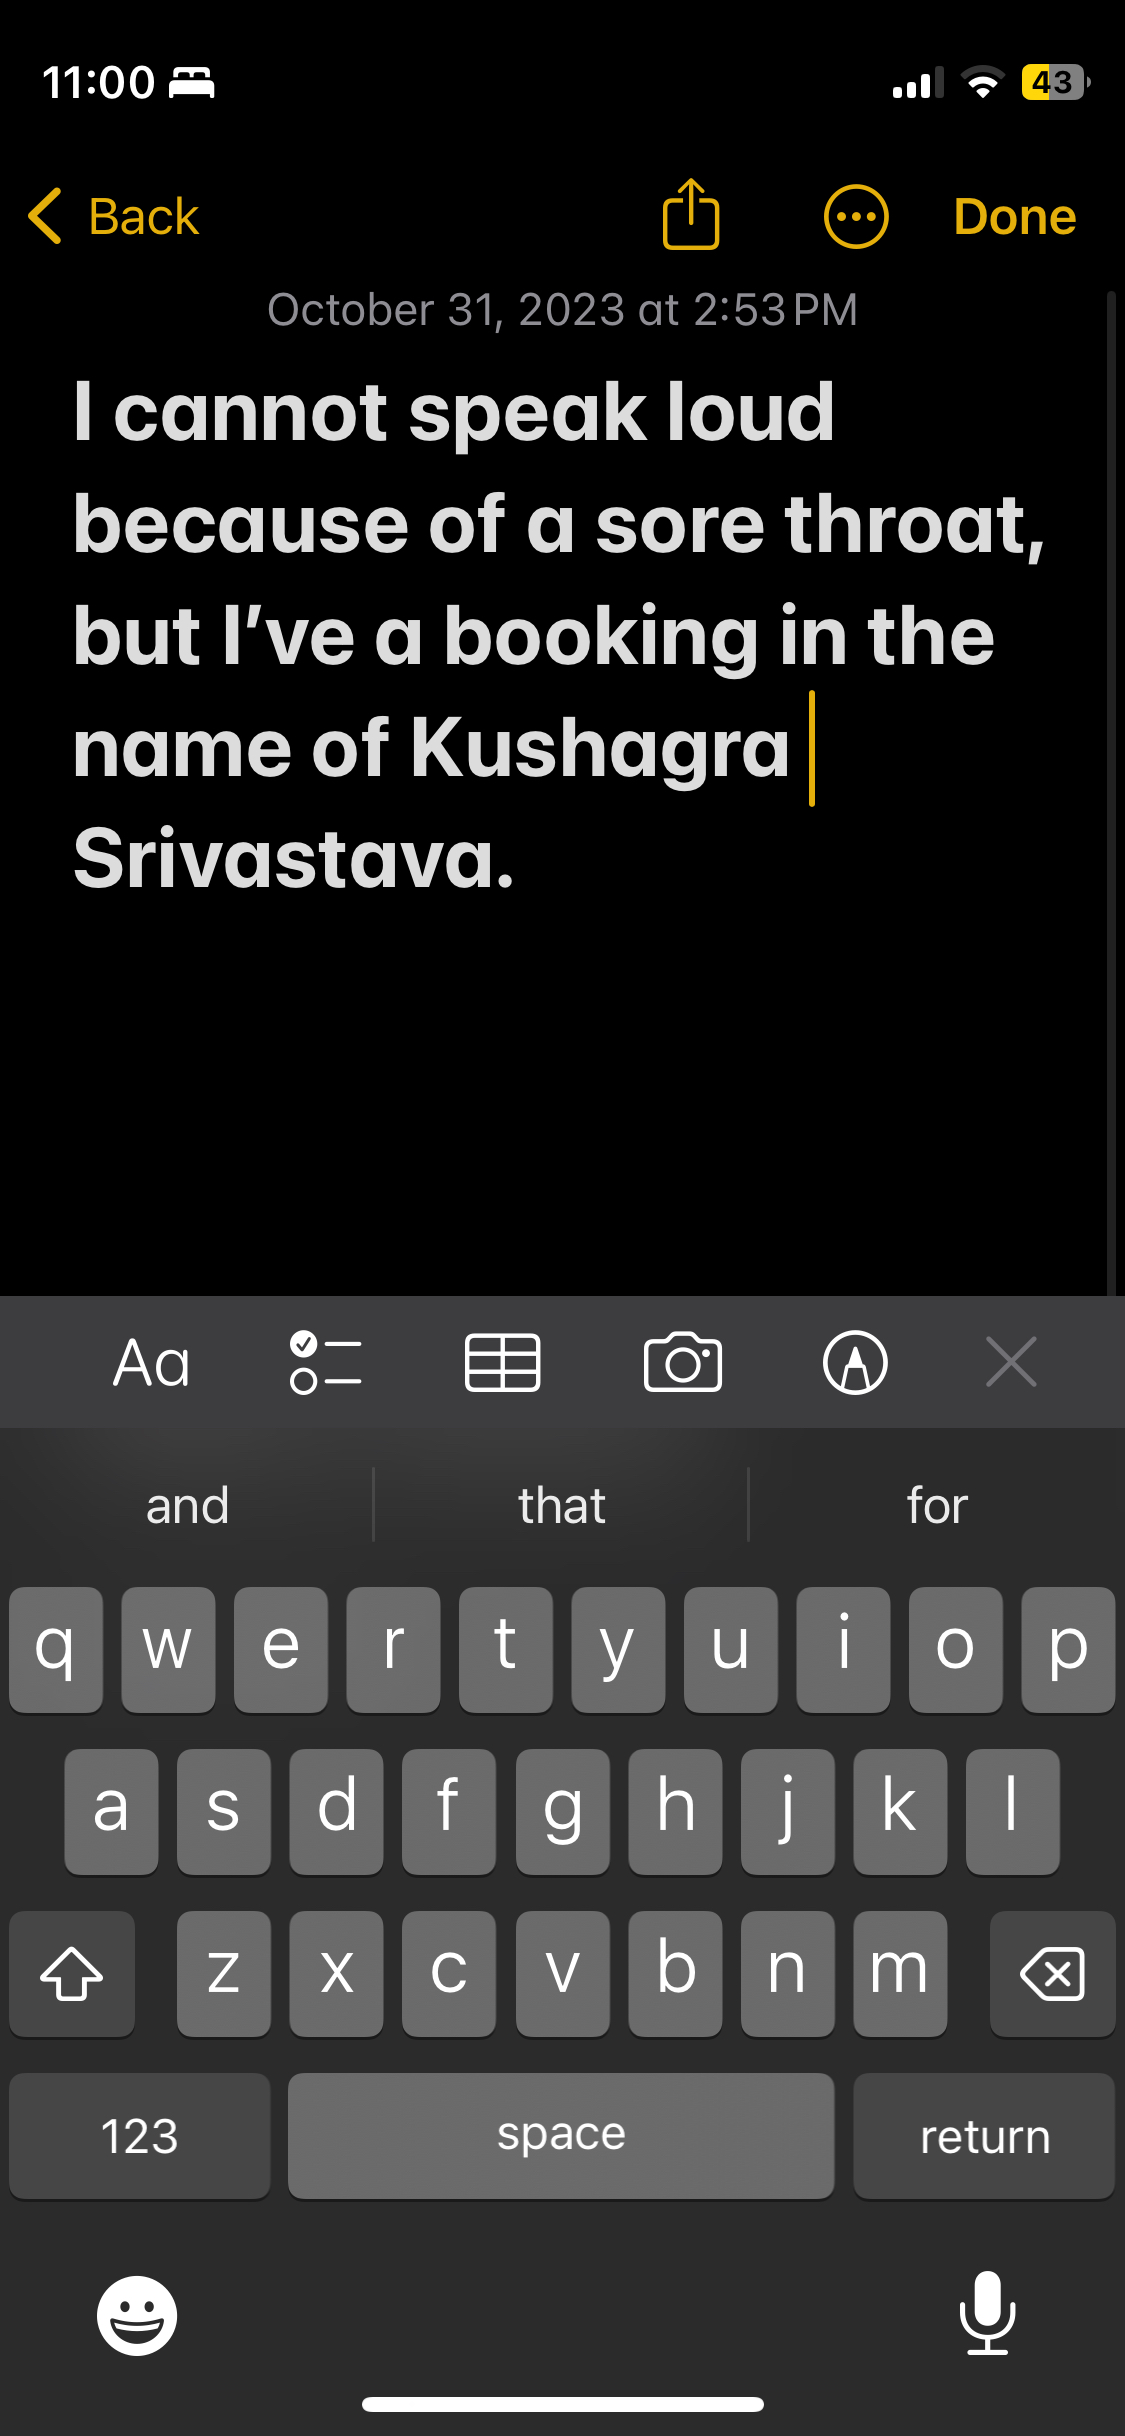 11:00 43
Back Done
October 31, 2023 at 2:53 PM
I cannot speak loud
because of a sore throat,
but I’ve a booking in the
name of Kushagra
Srivastava.
Aa
and that for
q w e r t y u i o p
a s d f g h j k l
z x c v b n m
123 space return